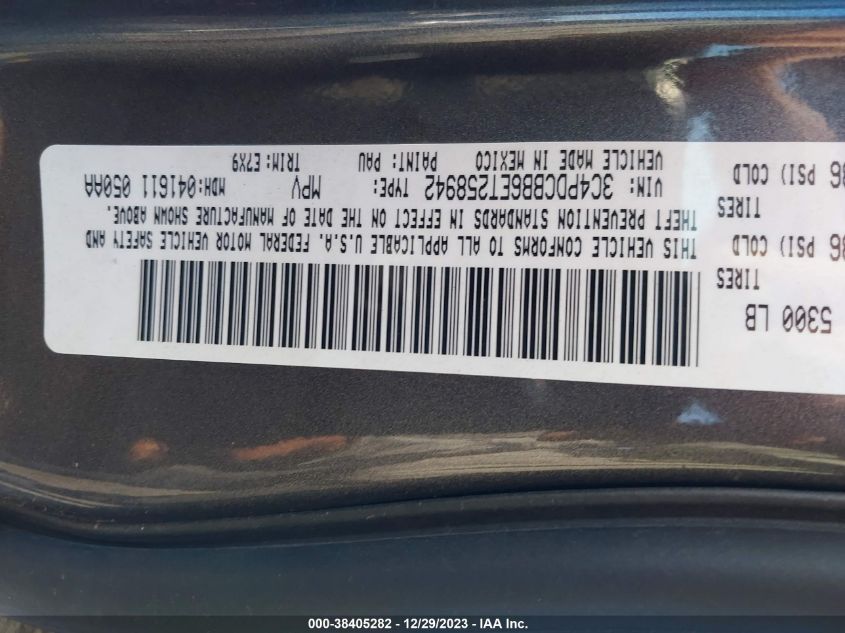 5300 LB
TIRES
36 PSI) COLD
TIRES
36 PSI) COLD
THIS VEHICLE CONFORMS TO ALL APPLICABLE U.S.A. FEDERAL MOTOR VEHICLE SAFETY AND
THEFT PREVENTION STANDARDS IN EFFECT ON THE DATE OF MANUFACTURE SHOWN ABOVE.
VIN: 3C4PDCBB6ET258942 TYPE: MPV MDH:041611 050AA
VEHICLE MADE IN MEXICO PAINT: PAU TRIM: E7X9
000-38405282 - 12/29/2023 - IAA Inc.